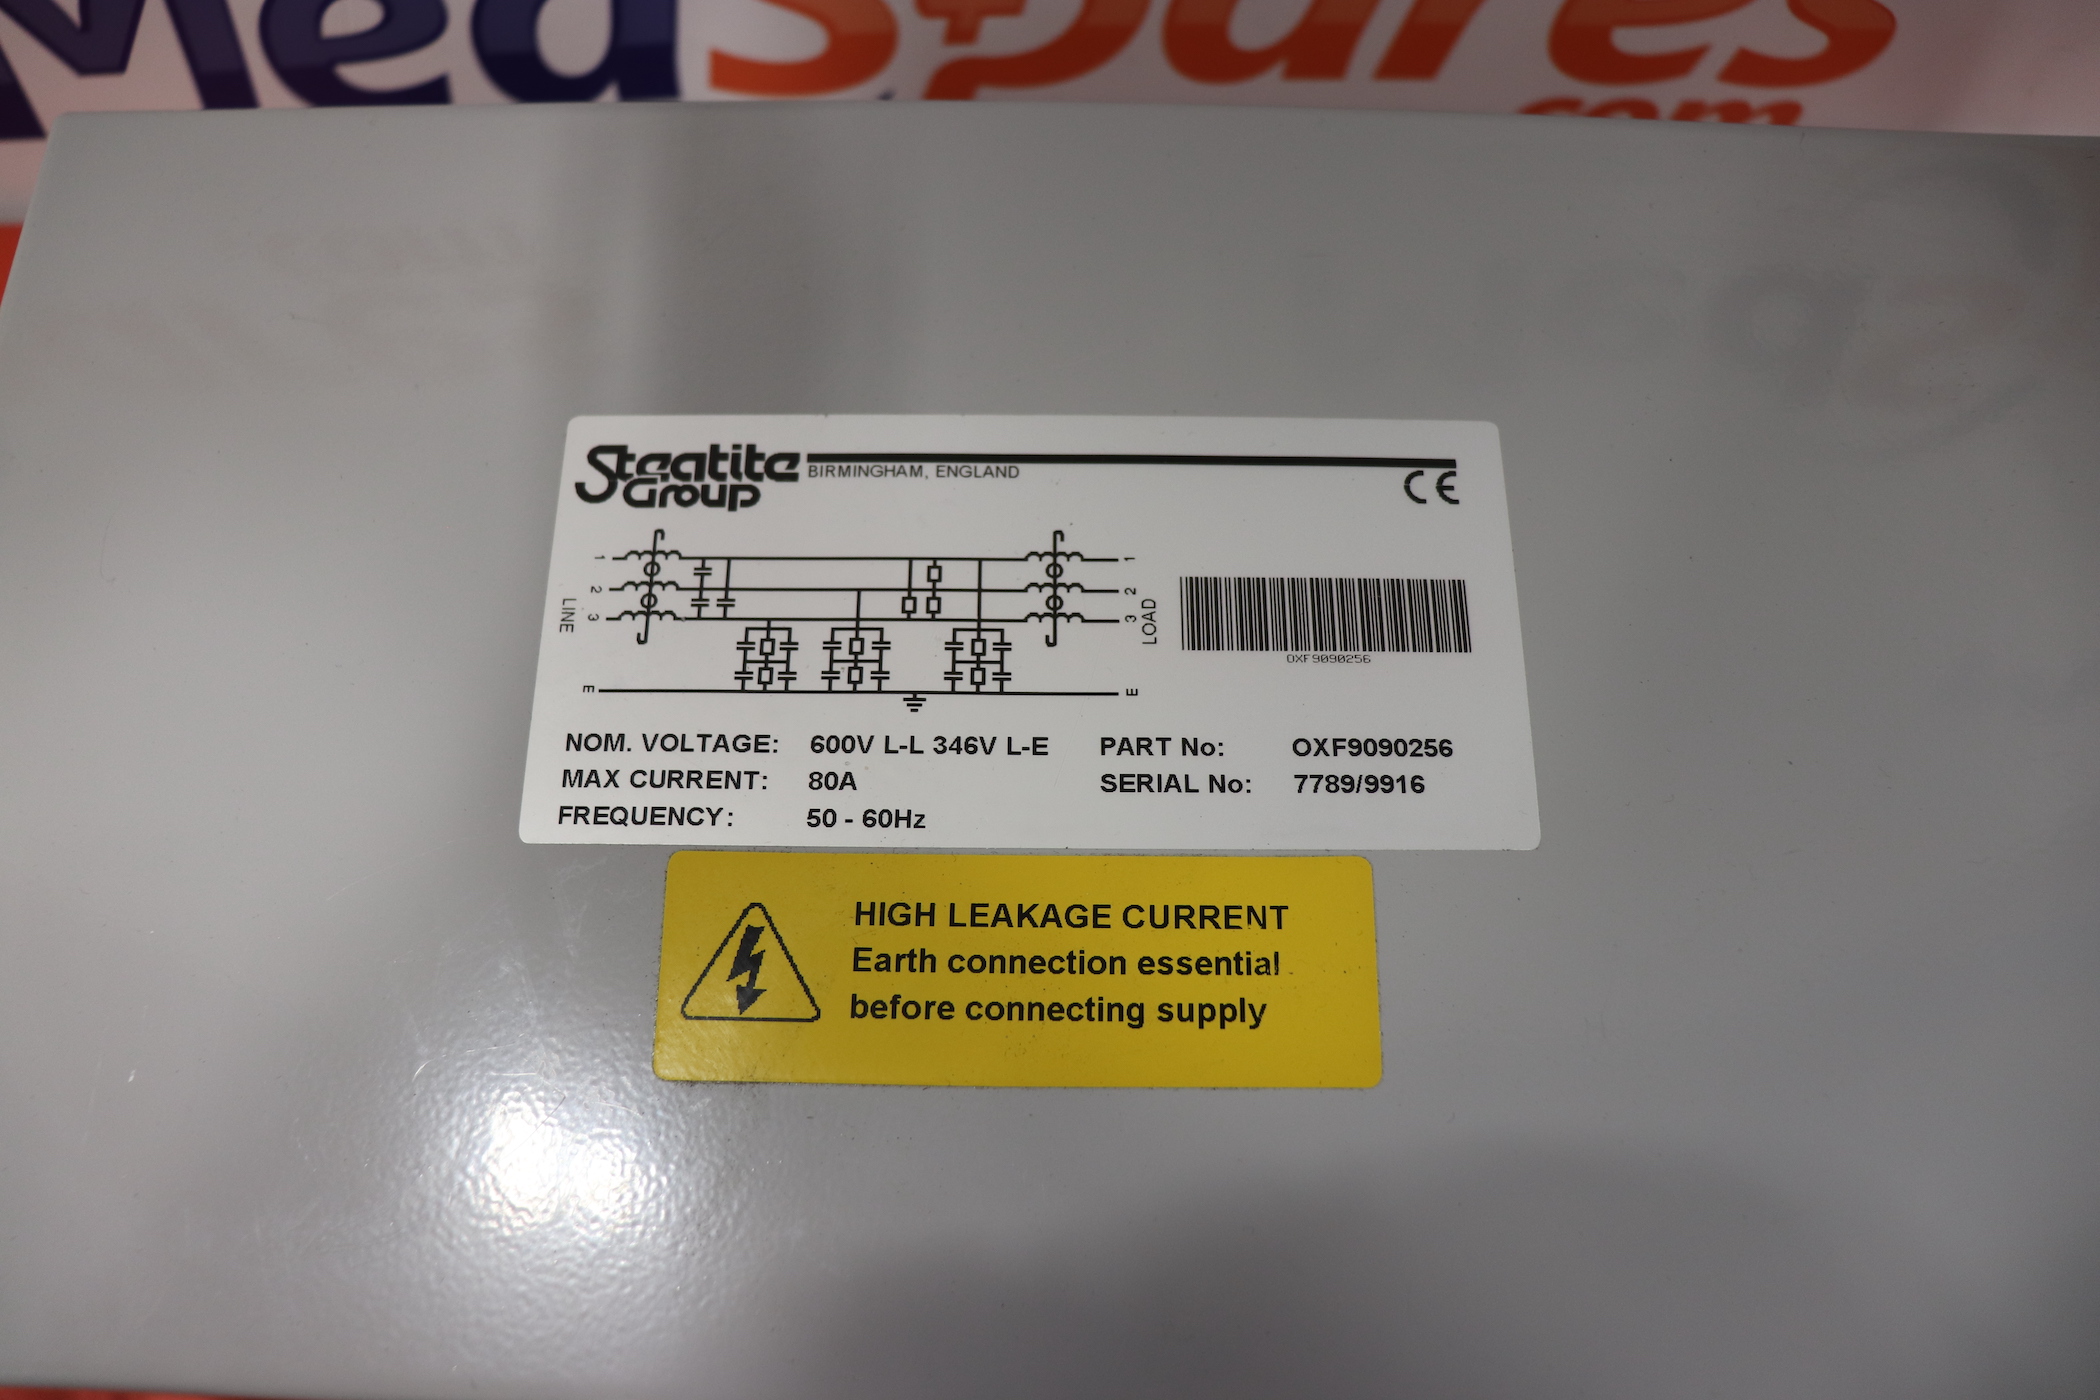 MedSpares
.com
Steatite
Group
BIRMINGHAM, ENGLAND
CE
LINE
1
2
3
E
1
2
3
E
LOAD
OXF9090256
NOM. VOLTAGE: 600V L-L 346V L-E
MAX CURRENT: 80A
FREQUENCY: 50 - 60Hz
PART No: OXF9090256
SERIAL No: 7789/9916
HIGH LEAKAGE CURRENT
Earth connection essential
before connecting supply